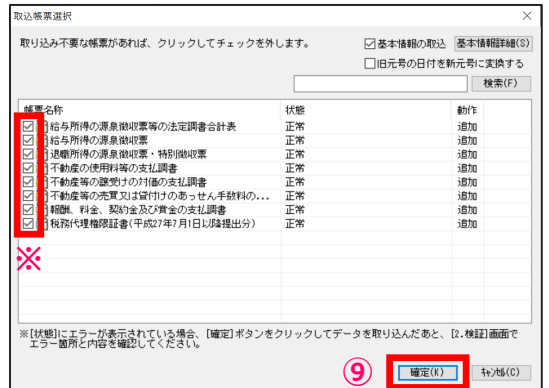 取込帳票選択
取り込み不要な帳票があれば、クリックしてチェックを外します。
基本情報の取込 基本情報詳細(S)
旧元号の日付を新元号に変換する
検索(F)
帳票名称 状態 動作
給与所得の源泉徴収票等の法定調書合計表 正常 追加
給与所得の源泉徴収票 正常 追加
退職所得の源泉徴収票・特別徴収票 正常 追加
不動産の使用料等の支払調書 正常 追加
不動産等の譲受けの対価の支払調書 正常 追加
不動産等の売買又は貸付けのあっせん手数料の... 正常 追加
報酬、料金、契約金及び賞金の支払調書 正常 追加
税務代理権限証書(平成27年7月1日以降提出分) 正常 追加
※
※[状態]にエラーが表示されている場合、[確定]ボタンをクリックしてデータを取り込んだあと、[2.検証]画面で
エラー箇所と内容を確認してください。
⑨ 確定(K) キャンセル(C)